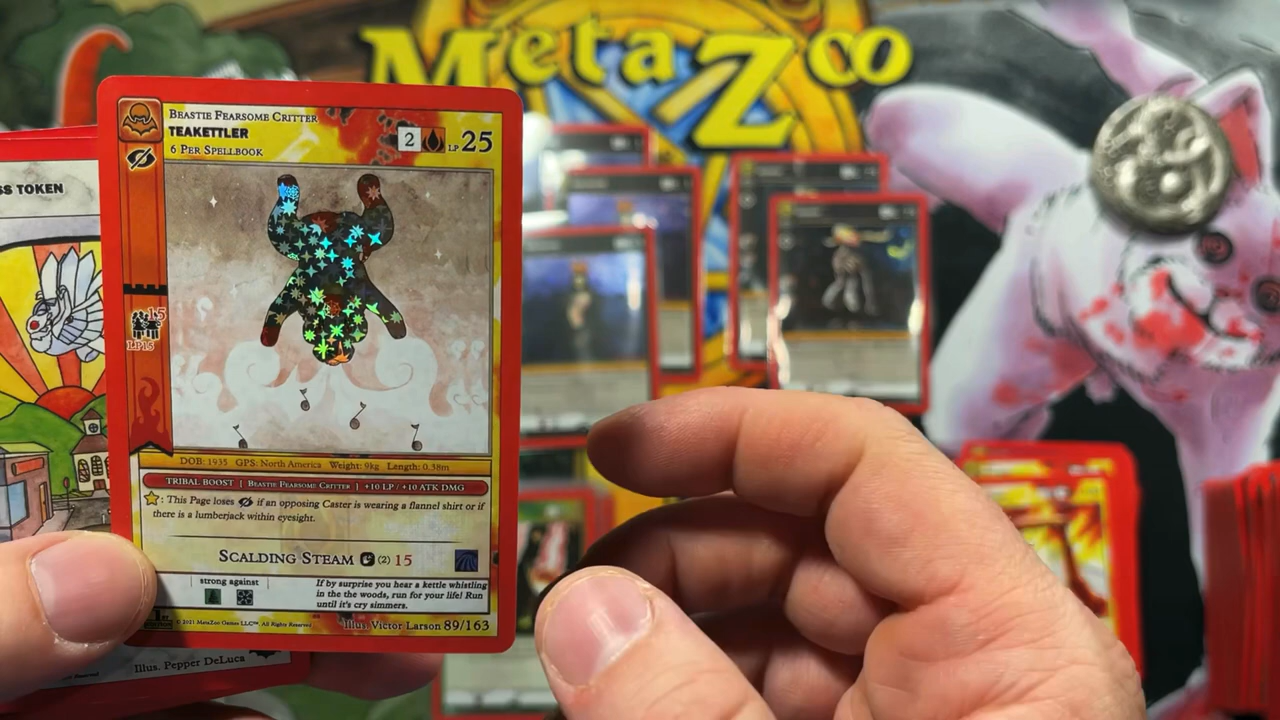 MetaZoo
SS TOKEN
BEASTIE FEARSOME CRITTER
TEAKETTLER
6 PER SPELLBOOK
2 LP 25
15
LP15
DOB: 1935 GPS: North America Weight: 9kg Length: 0.38m
TRIBAL BOOST | BEASTIE FEARSOME CRITTER | +10 LP / +10 ATK DMG
: This Page loses if an opposing Caster is wearing a flannel shirt or if
there is a lumberjack within eyesight.
SCALDING STEAM (2) 15
strong against
If by surprise you hear a kettle whistling
in the the woods, run for your life! Run
until it's cry simmers.
© 2021 MetaZoo Games LLC™ All Rights Reserved
Illus. Victor Larson 89/163
Illus. Pepper DeLuca